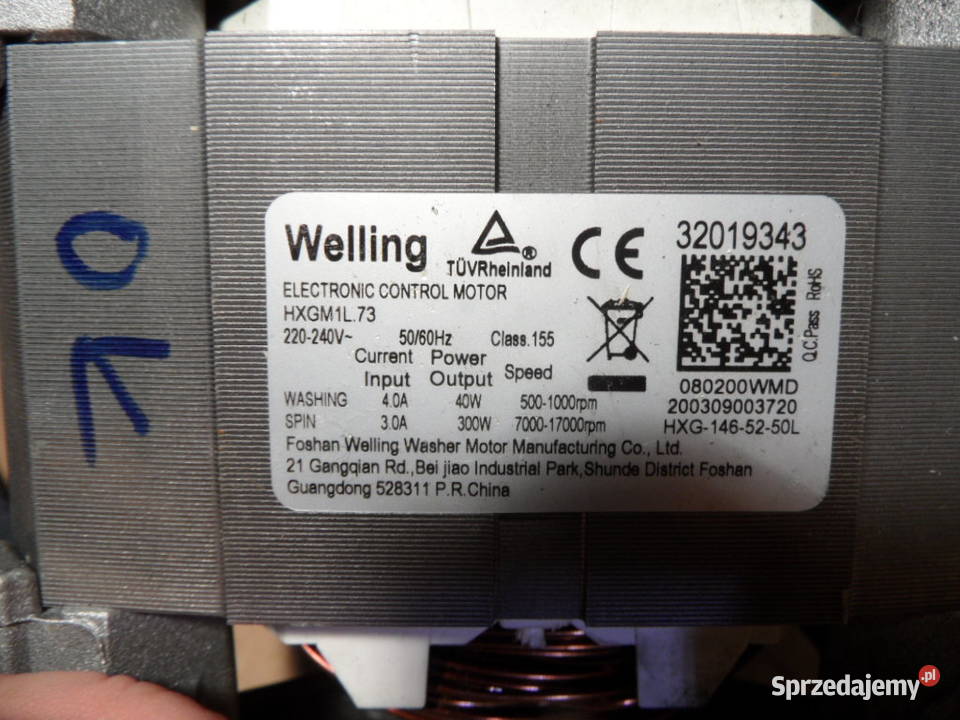 OK
Welling
TÜVRheinland ®
CE
32019343
ELECTRONIC CONTROL MOTOR
HXGM1L.73
220-240V~ 50/60Hz Class.155
Q.C.Pass RoHS
Current Power
Input Output Speed
WASHING 4.0A 40W 500-1000rpm
SPIN 3.0A 300W 7000-17000rpm
080200WMD
200309003720
HXG-146-52-50L
Foshan Welling Washer Motor Manufacturing Co., Ltd.
21 Gangqian Rd.,Bei jiao Industrial Park,Shunde District Foshan
Guangdong 528311 P.R.China
Sprzedajemy.pl